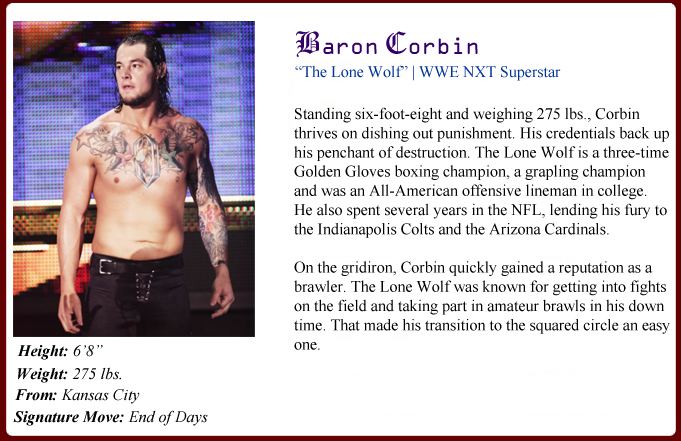 Baron Corbin
“The Lone Wolf” | WWE NXT Superstar
Standing six-foot-eight and weighing 275 lbs., Corbin
thrives on dishing out punishment. His credentials back up
his penchant of destruction. The Lone Wolf is a three-time
Golden Gloves boxing champion, a grapling champion
and was an All-American offensive lineman in college.
He also spent several years in the NFL, lending his fury to
the Indianapolis Colts and the Arizona Cardinals.
On the gridiron, Corbin quickly gained a reputation as a
brawler. The Lone Wolf was known for getting into fights
on the field and taking part in amateur brawls in his down
time. That made his transition to the squared circle an easy
one.
Height: 6’8”
Weight: 275 lbs.
From: Kansas City
Signature Move: End of Days